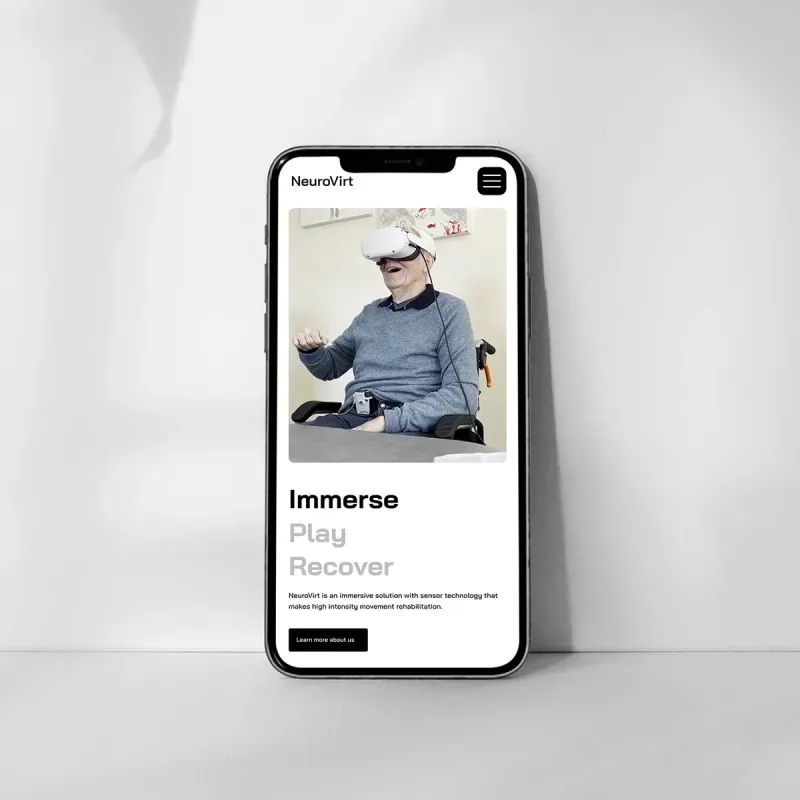 NeuroVirt
Immerse
Play
Recover
NeuroVirt is an immersive solution with sensor technology that
makes high intensity movement rehabilitation.
Learn more about us